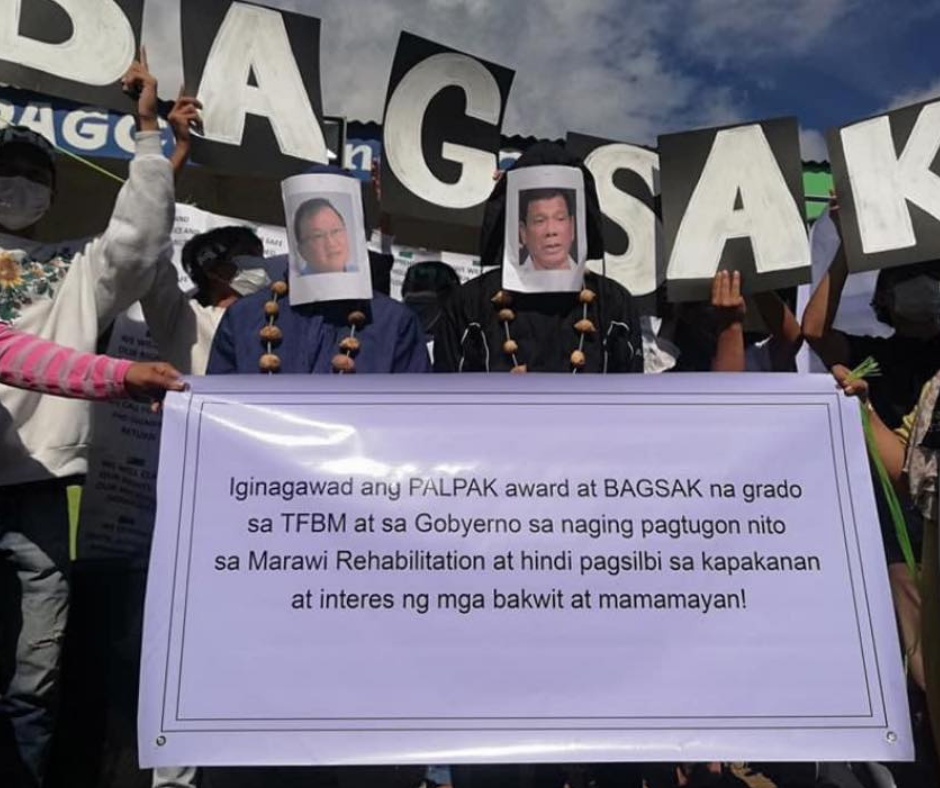 BAGSAK
Iginagawad ang PALPAK award at BAGSAK na grado
sa TFBM at sa Gobyerno sa naging pagtugon nito
sa Marawi Rehabilitation at hindi pagsilbi sa kapakanan
at interes ng mga bakwit at mamamayan!